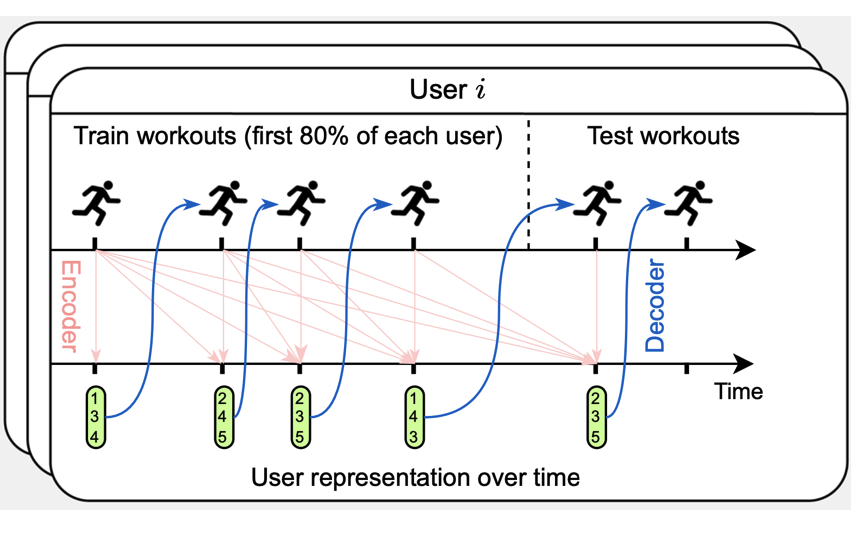 User i
Train workouts (first 80% of each user)
Test workouts
Encoder
Decoder
Time
1
3
4
2
4
5
2
3
5
1
4
3
2
3
5
User representation over time